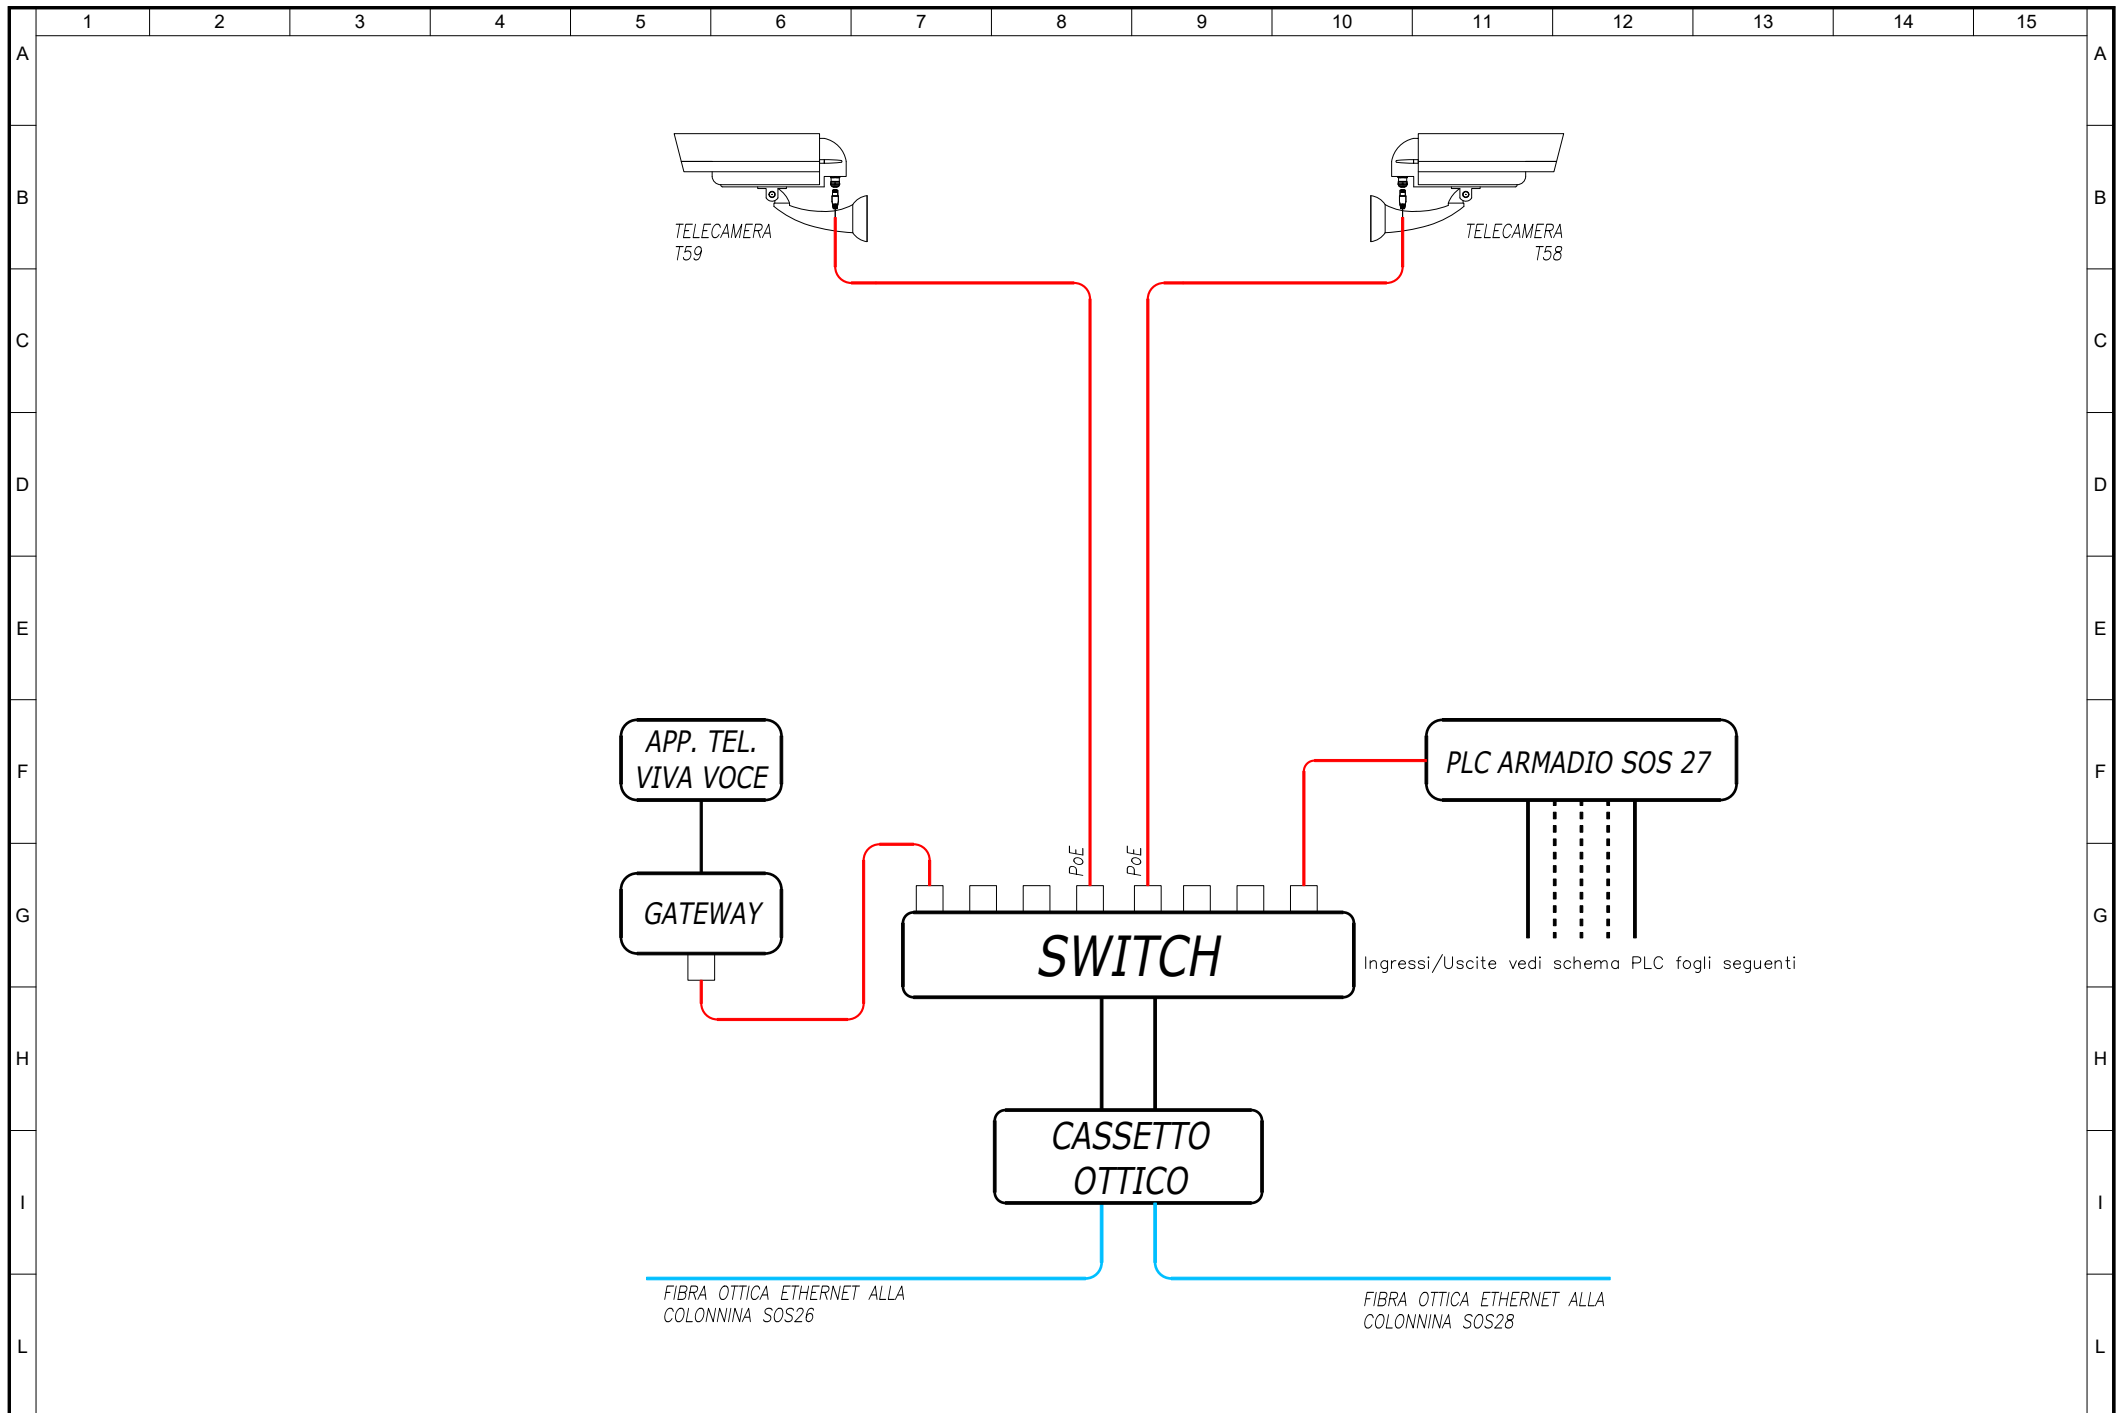 1 2 3 4 5 6 7 8 9 10 11 12 13 14 15
A A
B B
TELECAMERA
T59
TELECAMERA
T58
C C
D D
E E
F F
APP. TEL.
VIVA VOCE
PLC ARMADIO SOS 27
PoE
PoE
G G
GATEWAY
SWITCH
Ingressi/Uscite vedi schema PLC fogli seguenti
H H
CASSETTO
OTTICO
I I
FIBRA OTTICA ETHERNET ALLA
COLONNINA SOS26
FIBRA OTTICA ETHERNET ALLA
COLONNINA SOS28
L L